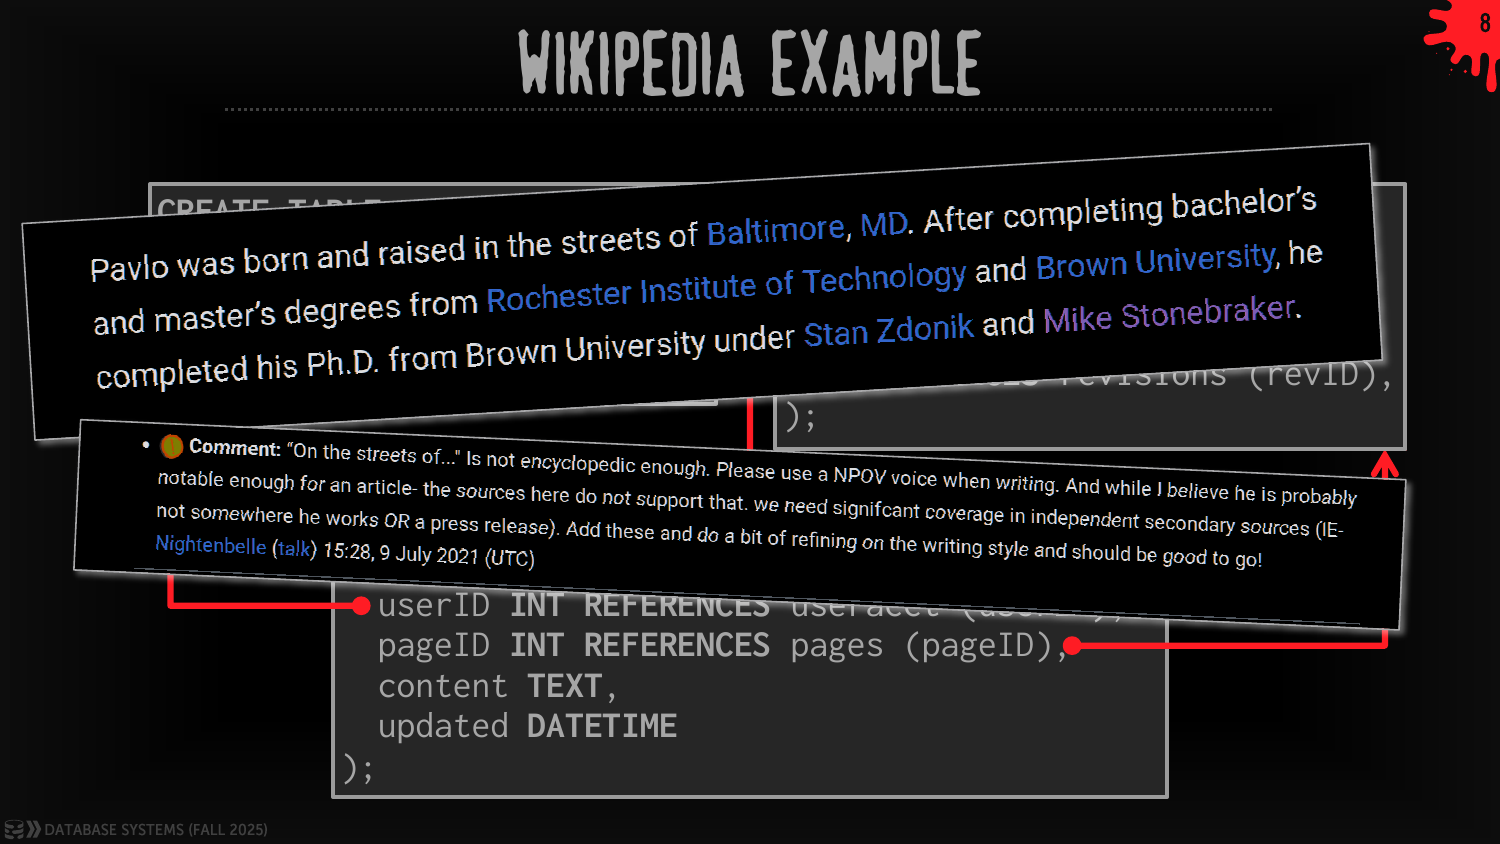 8
WIKIPEDIA EXAMPLE
CREATE TABLE
Pavlo was born and raised in the streets of Baltimore, MD. After completing bachelor’s
and master’s degrees from Rochester Institute of Technology and Brown University, he
completed his Ph.D. from Brown University under Stan Zdonik and Mike Stonebraker.
revisions (revID),
);
• Comment: “On the streets of..." Is not encyclopedic enough. Please use a NPOV voice when writing. And while I believe he is probably
notable enough for an article- the sources here do not support that. we need signifcant coverage in independent secondary sources (IE-
not somewhere he works OR a press release). Add these and do a bit of refining on the writing style and should be good to go!
Nightenbelle (talk) 15:28, 9 July 2021 (UTC)
userID INT REFERENCES
pageID INT REFERENCES pages (pageID),
content TEXT,
updated DATETIME
);
DATABASE SYSTEMS (FALL 2025)